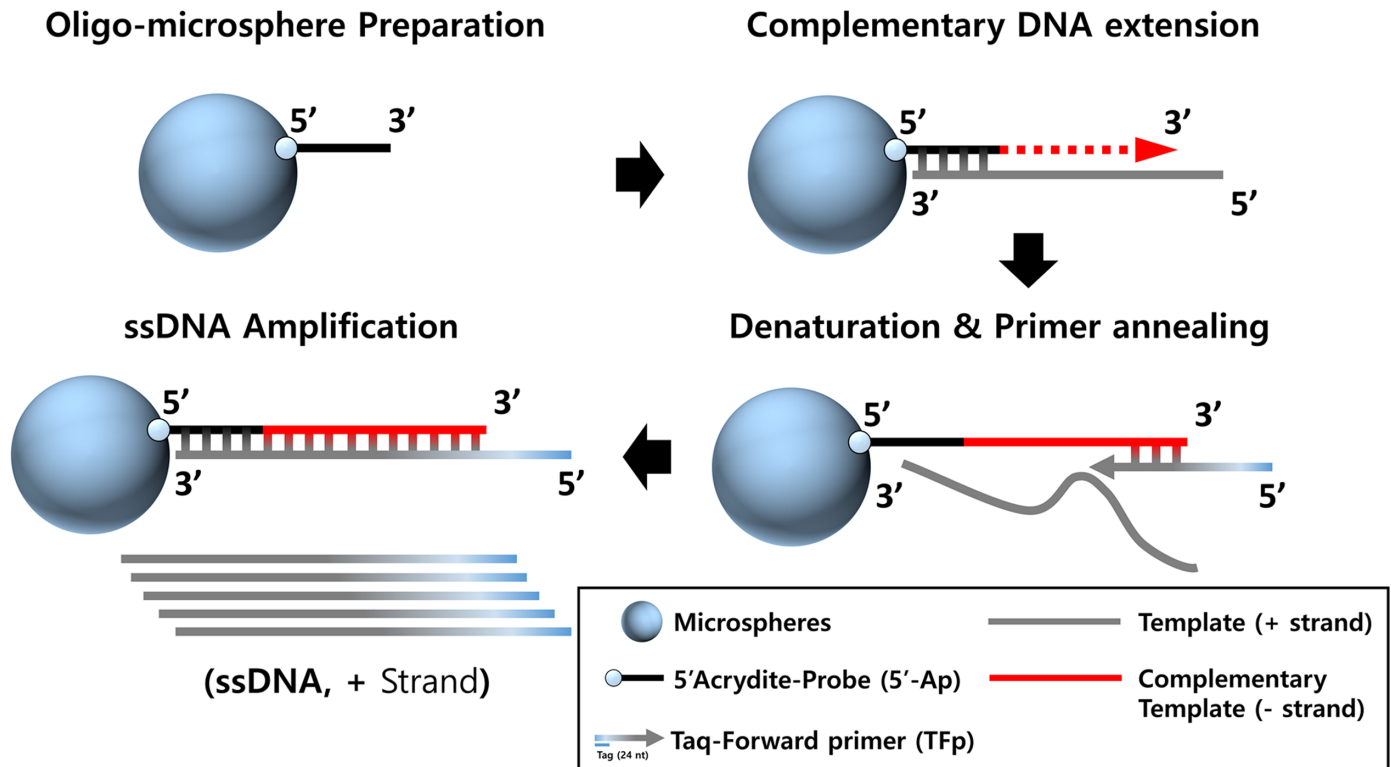 Oligo-microsphere Preparation
Complementary DNA extension
5’
3’
5’
3’
3’
5’
ssDNA Amplification
Denaturation & Primer annealing
5’
3’
3’
5’
5’
3’
3’
5’
(ssDNA, + Strand)
Microspheres
Template (+ strand)
5’Acrydite-Probe (5’-Ap)
Complementary
Template (- strand)
Taq-Forward primer (TFp)
Tag (24 nt)